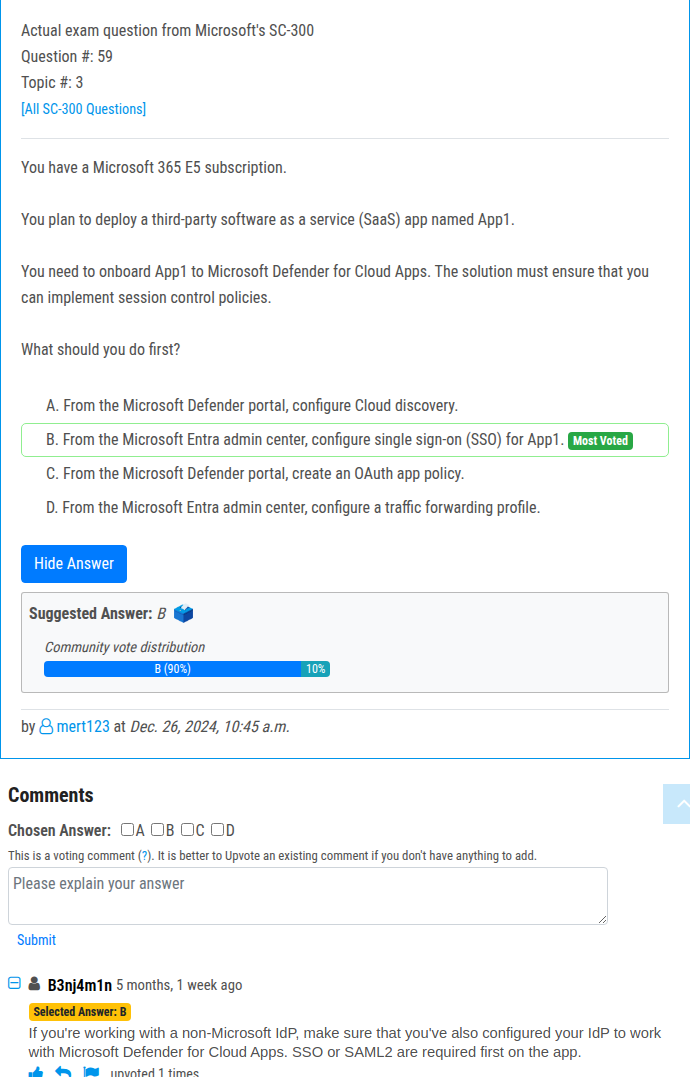 Actual exam question from Microsoft's SC-300
Question #: 59
Topic #: 3
[All SC-300 Questions]
You have a Microsoft 365 E5 subscription.
You plan to deploy a third-party software as a service (SaaS) app named App1.
You need to onboard App1 to Microsoft Defender for Cloud Apps. The solution must ensure that you
can implement session control policies.
What should you do first?
A. From the Microsoft Defender portal, configure Cloud discovery.
B. From the Microsoft Entra admin center, configure single sign-on (SSO) for App1. Most Voted
C. From the Microsoft Defender portal, create an OAuth app policy.
D. From the Microsoft Entra admin center, configure a traffic forwarding profile.
Hide Answer
Suggested Answer: B
Community vote distribution
B (90%) 10%
by mert123 at Dec. 26, 2024, 10:45 a.m.
Comments
Chosen Answer: A B C D
This is a voting comment (?). It is better to Upvote an existing comment if you don't have anything to add.
Please explain your answer
Submit
B3nj4m1n 5 months, 1 week ago
Selected Answer: B
If you're working with a non-Microsoft IdP, make sure that you've also configured your IdP to work
with Microsoft Defender for Cloud Apps. SSO or SAML2 are required first on the app.
upvoted 1 times